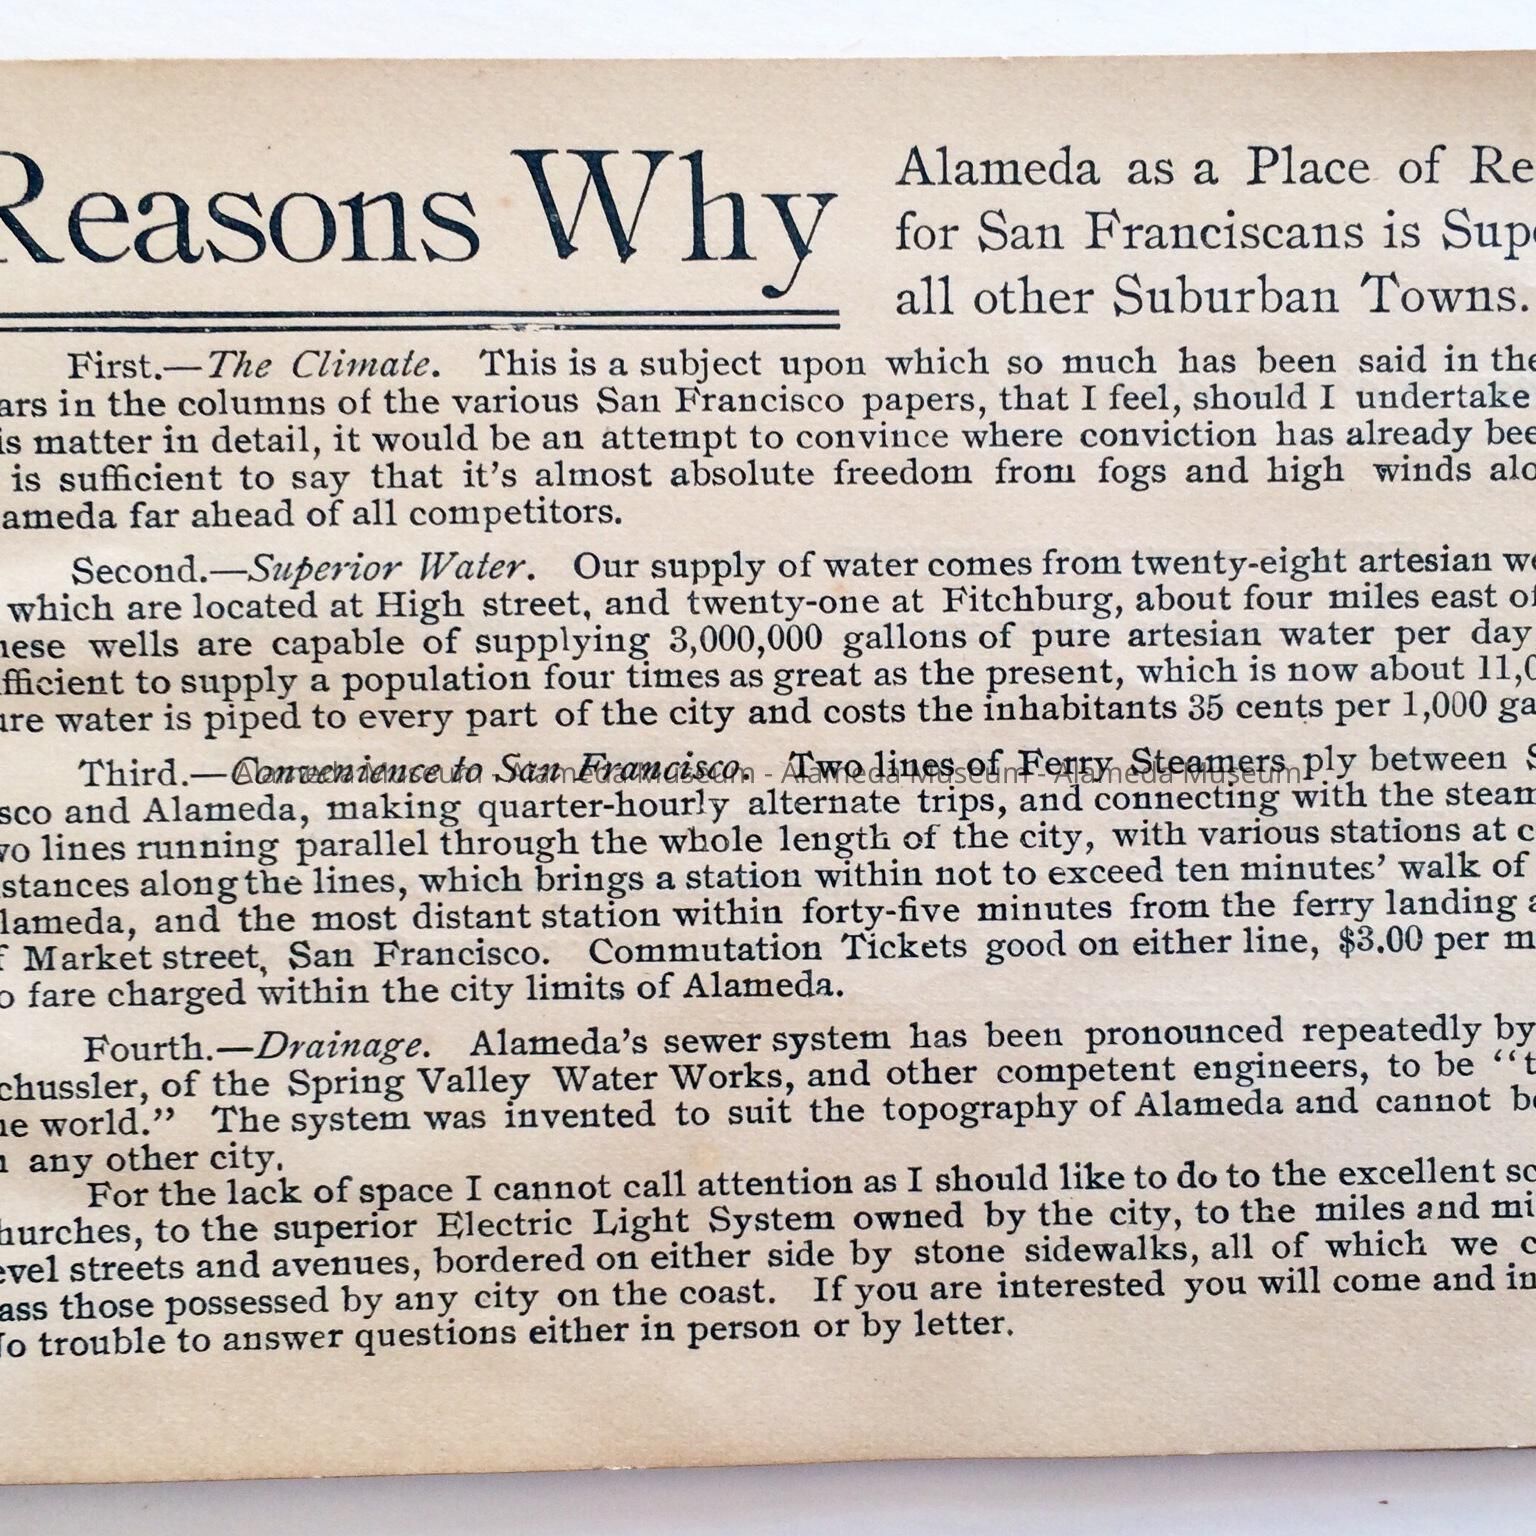 Reasons Why
Alameda as a Place of Re
for San Franciscans is Supe
all other Suburban Towns.
First.—The Climate. This is a subject upon which so much has been said in the
ars in the columns of the various San Francisco papers, that I feel, should I undertake
is matter in detail, it would be an attempt to convince where conviction has already bee
is sufficient to say that it's almost absolute freedom from fogs and high winds alo
ameda far ahead of all competitors.
Second.—Superior Water. Our supply of water comes from twenty-eight artesian we
which are located at High street, and twenty-one at Fitchburg, about four miles east of
hese wells are capable of supplying 3,000,000 gallons of pure artesian water per day
fficient to supply a population four times as great as the present, which is now about 11,0
ure water is piped to every part of the city and costs the inhabitants 35 cents per 1,000 ga
Third.—Convenience to San Francisco. Two lines of Ferry Steamers ply between S
Alameda Museum - Alameda Museum - Alameda Museum - Alameda Museum
sco and Alameda, making quarter-hourly alternate trips, and connecting with the steam
wo lines running parallel through the whole length of the city, with various stations at c
stances along the lines, which brings a station within not to exceed ten minutes' walk of
lameda, and the most distant station within forty-five minutes from the ferry landing a
f Market street, San Francisco. Commutation Tickets good on either line, $3.00 per m
o fare charged within the city limits of Alameda.
Fourth.—Drainage. Alameda's sewer system has been pronounced repeatedly by
chussler, of the Spring Valley Water Works, and other competent engineers, to be "t
he world." The system was invented to suit the topography of Alameda and cannot be
n any other city.
For the lack of space I cannot call attention as I should like to do to the excellent sc
hurches, to the superior Electric Light System owned by the city, to the miles and mi
evel streets and avenues, bordered on either side by stone sidewalks, all of which we c
ass those possessed by any city on the coast. If you are interested you will come and in
No trouble to answer questions either in person or by letter.